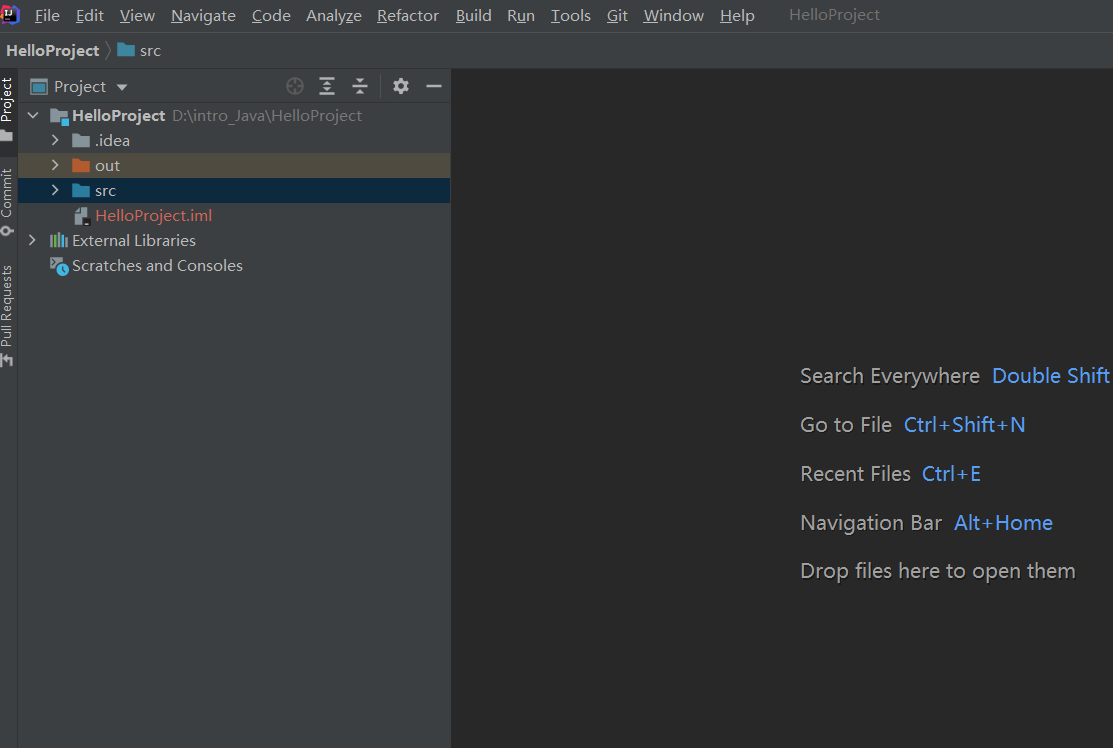 File Edit View Navigate Code Analyze Refactor Build Run Tools Git Window Help HelloProject
HelloProject src
Project
HelloProject D:\intro_Java\HelloProject
.idea
out
src
HelloProject.iml
External Libraries
Scratches and Consoles
Project
Commit
Pull Requests
Search Everywhere Double Shift
Go to File Ctrl+Shift+N
Recent Files Ctrl+E
Navigation Bar Alt+Home
Drop files here to open them